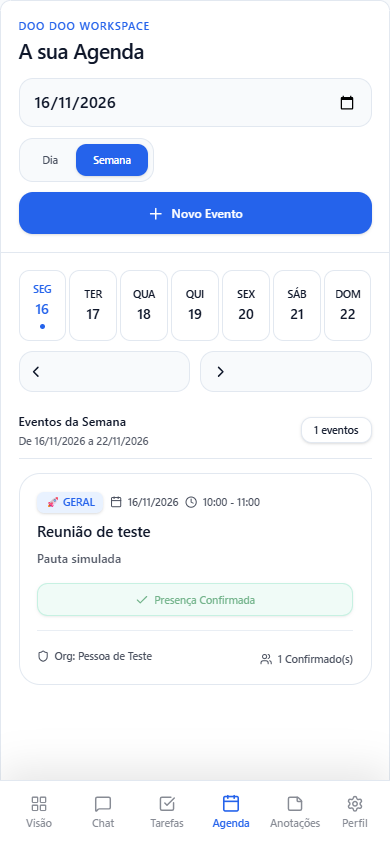 DOO DOO WORKSPACE
A sua Agenda
16/11/2026
Dia Semana
Novo Evento
SEG TER QUA QUI SEX SÁB DOM
16 17 18 19 20 21 22
Eventos da Semana
De 16/11/2026 a 22/11/2026
1 eventos
GERAL 16/11/2026 10:00 - 11:00
Reunião de teste
Pauta simulada
Presença Confirmada
Org: Pessoa de Teste 1 Confirmado(s)
Visão Chat Tarefas Agenda Anotações Perfil